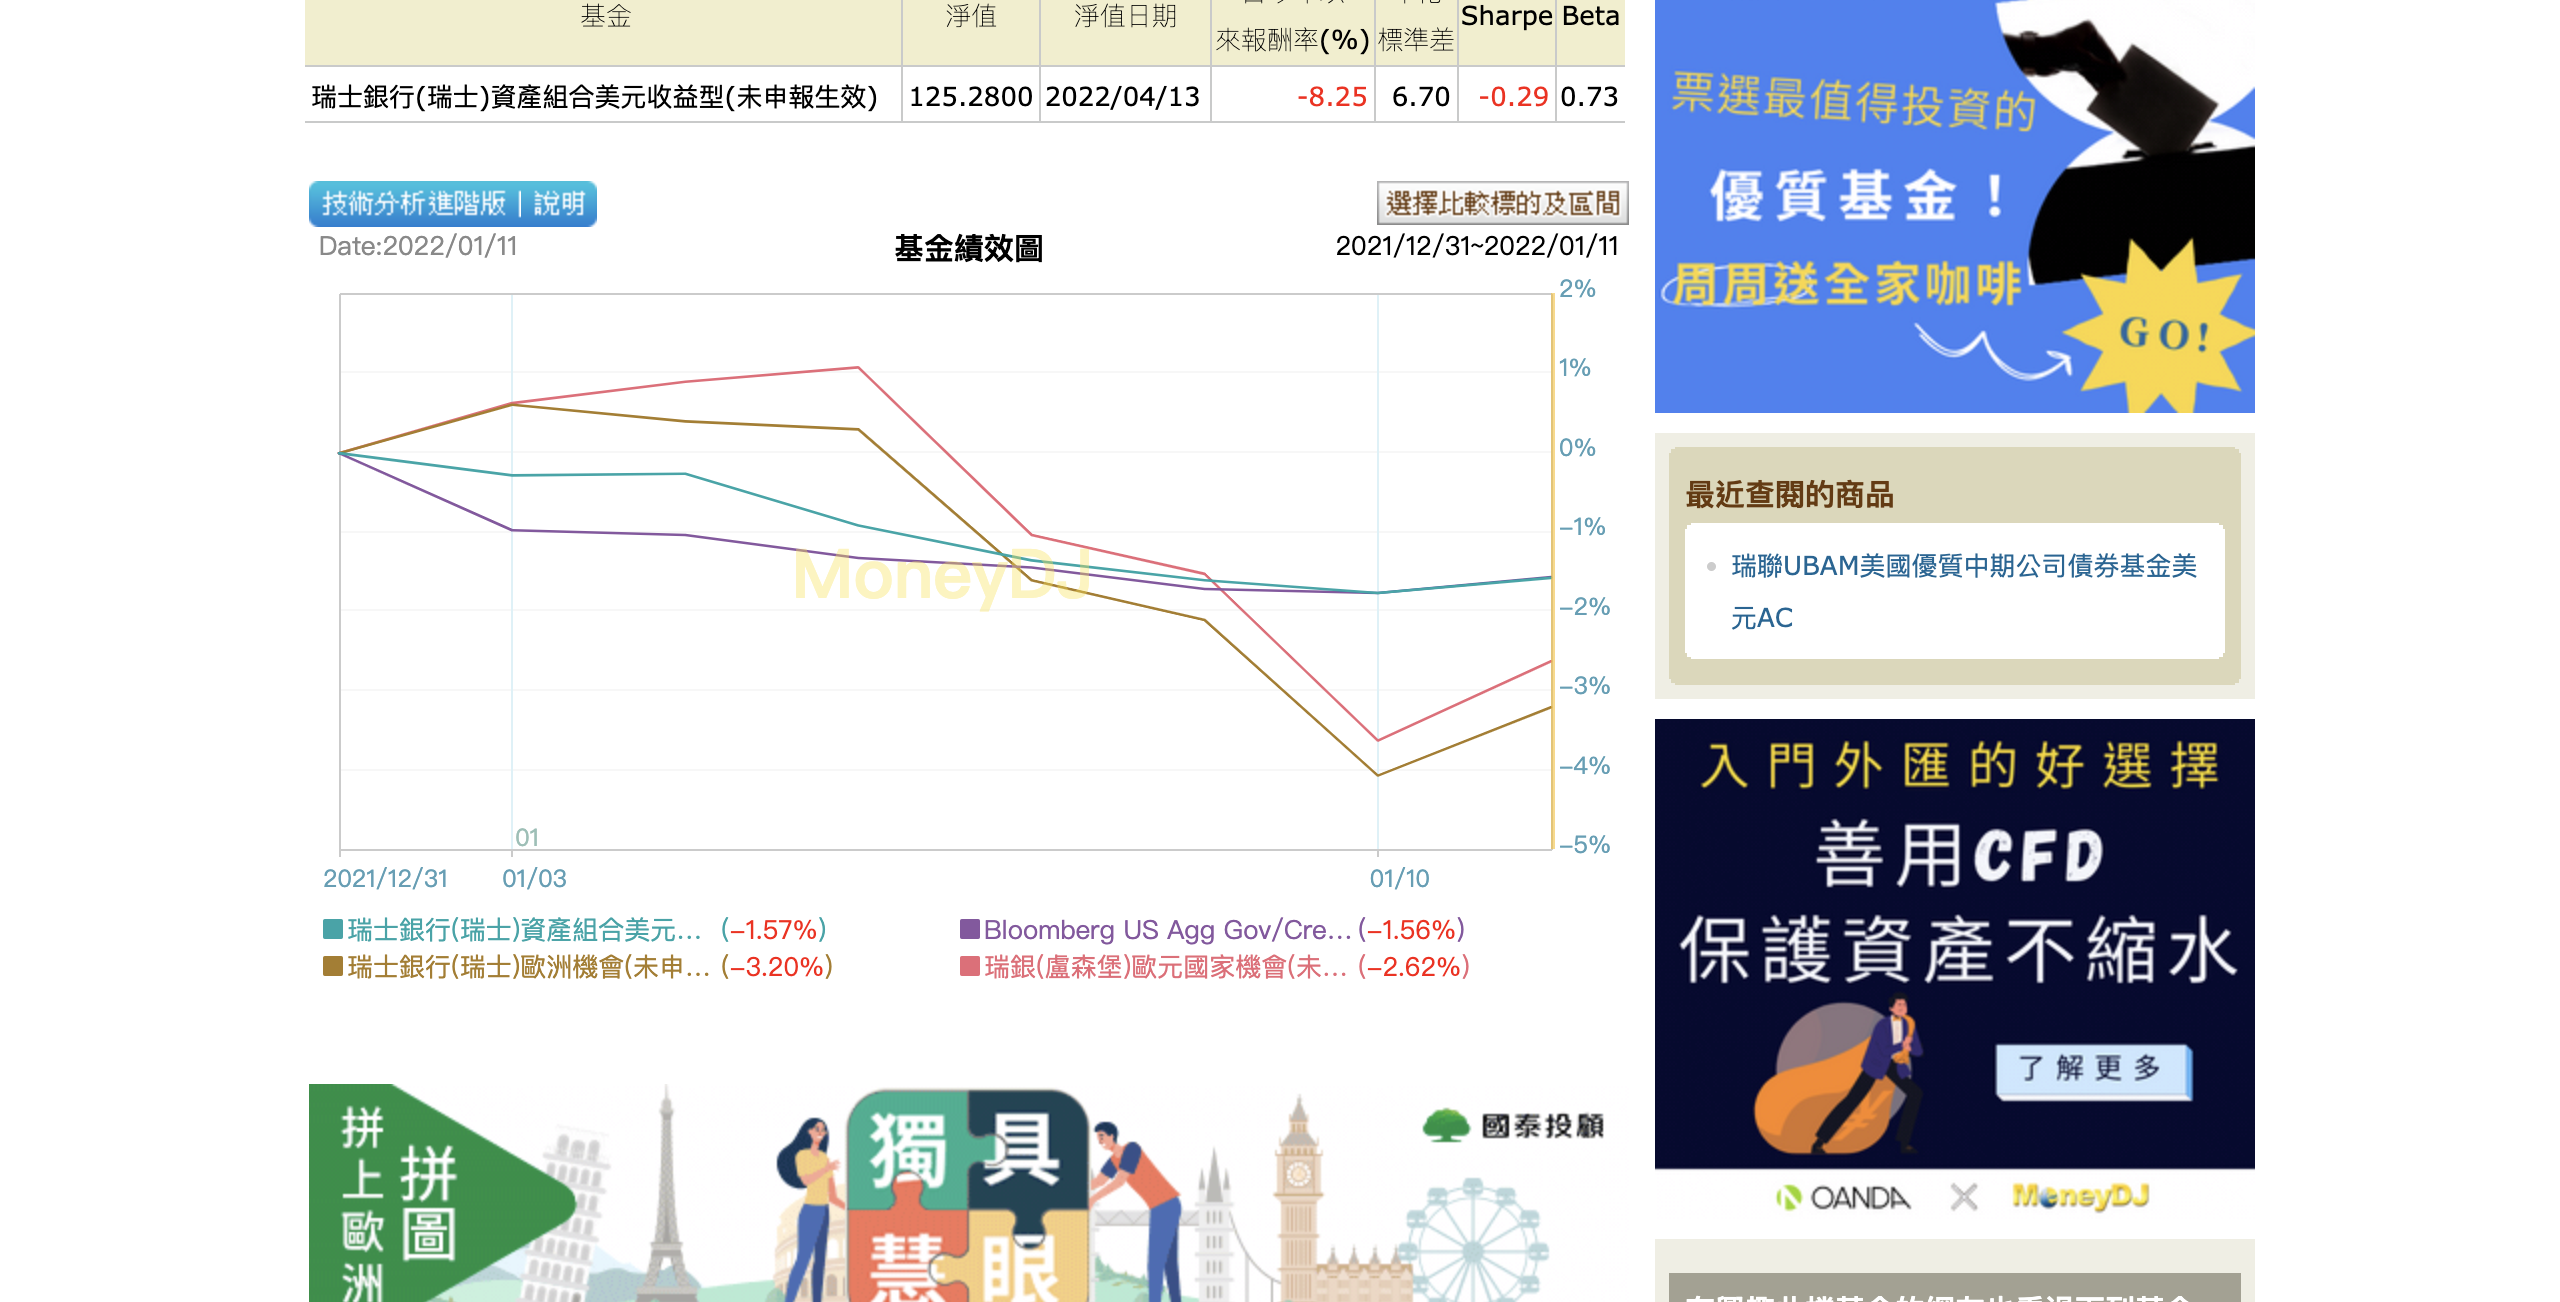 基金 淨值 淨值日期 來報酬率(%) 標準差 Sharpe Beta
瑞士銀行(瑞士)資產組合美元收益型(未申報生效) 125.2800 2022/04/13 -8.25 6.70 -0.29 0.73
技術分析進階版｜說明
選擇比較標的及區間
Date:2022/01/11
基金績效圖
2021/12/31~2022/01/11
2%
1%
0%
-1%
-2%
-3%
-4%
-5%
MoneyDJ
01
2021/12/31 01/03 01/10
瑞士銀行(瑞士)資產組合美元... (-1.57%)
Bloomberg US Agg Gov/Cre... (-1.56%)
瑞士銀行(瑞士)歐洲機會(未申... (-3.20%)
瑞銀(盧森堡)歐元國家機會(未... (-2.62%)
拼上歐洲
拼圖
獨具
慧眼
國泰投顧
票選最值得投資的
優質基金！
周周送全家咖啡
GO!
最近查閱的商品
瑞聯UBAM美國優質中期公司債券基金美
元AC
入門外匯的好選擇
善用CFD
保護資產不縮水
了解更多
OANDA × MoneyDJ